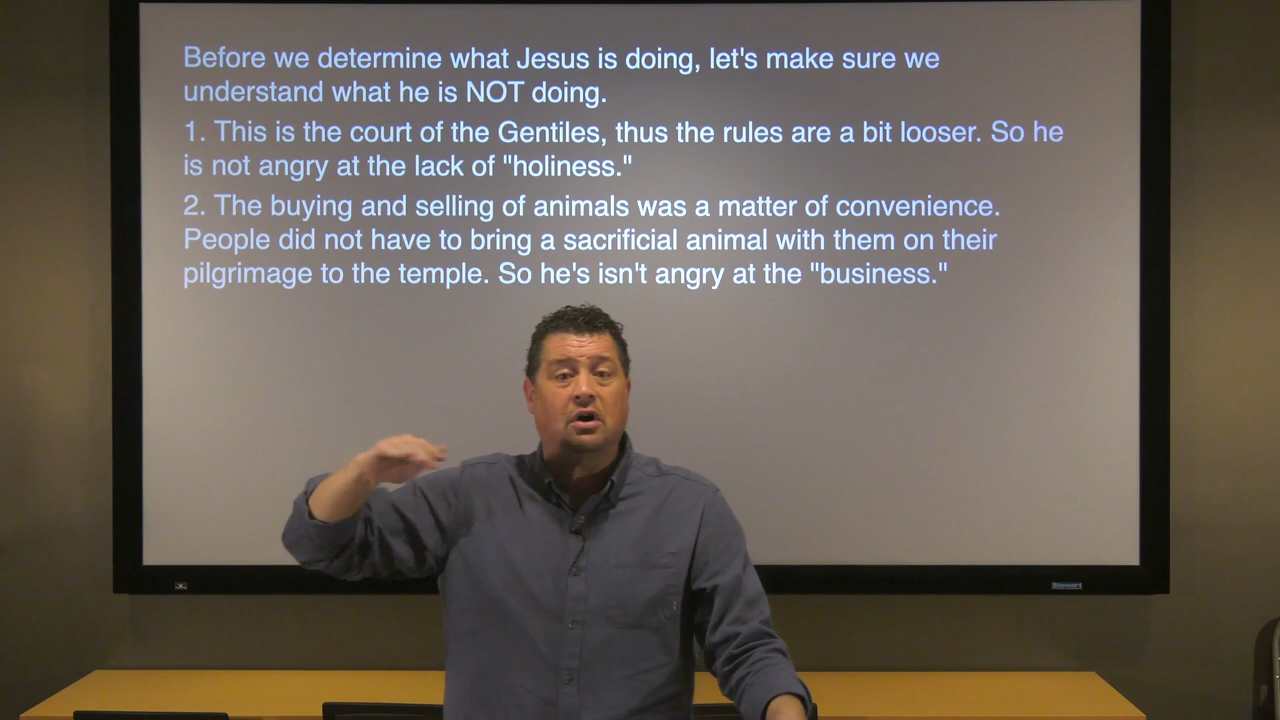 Before we determine what Jesus is doing, let's make sure we
understand what he is NOT doing.
1. This is the court of the Gentiles, thus the rules are a bit looser. So he
is not angry at the lack of "holiness."
2. The buying and selling of animals was a matter of convenience.
People did not have to bring a sacrificial animal with them on their
pilgrimage to the temple. So he's isn't angry at the "business."
Stewart